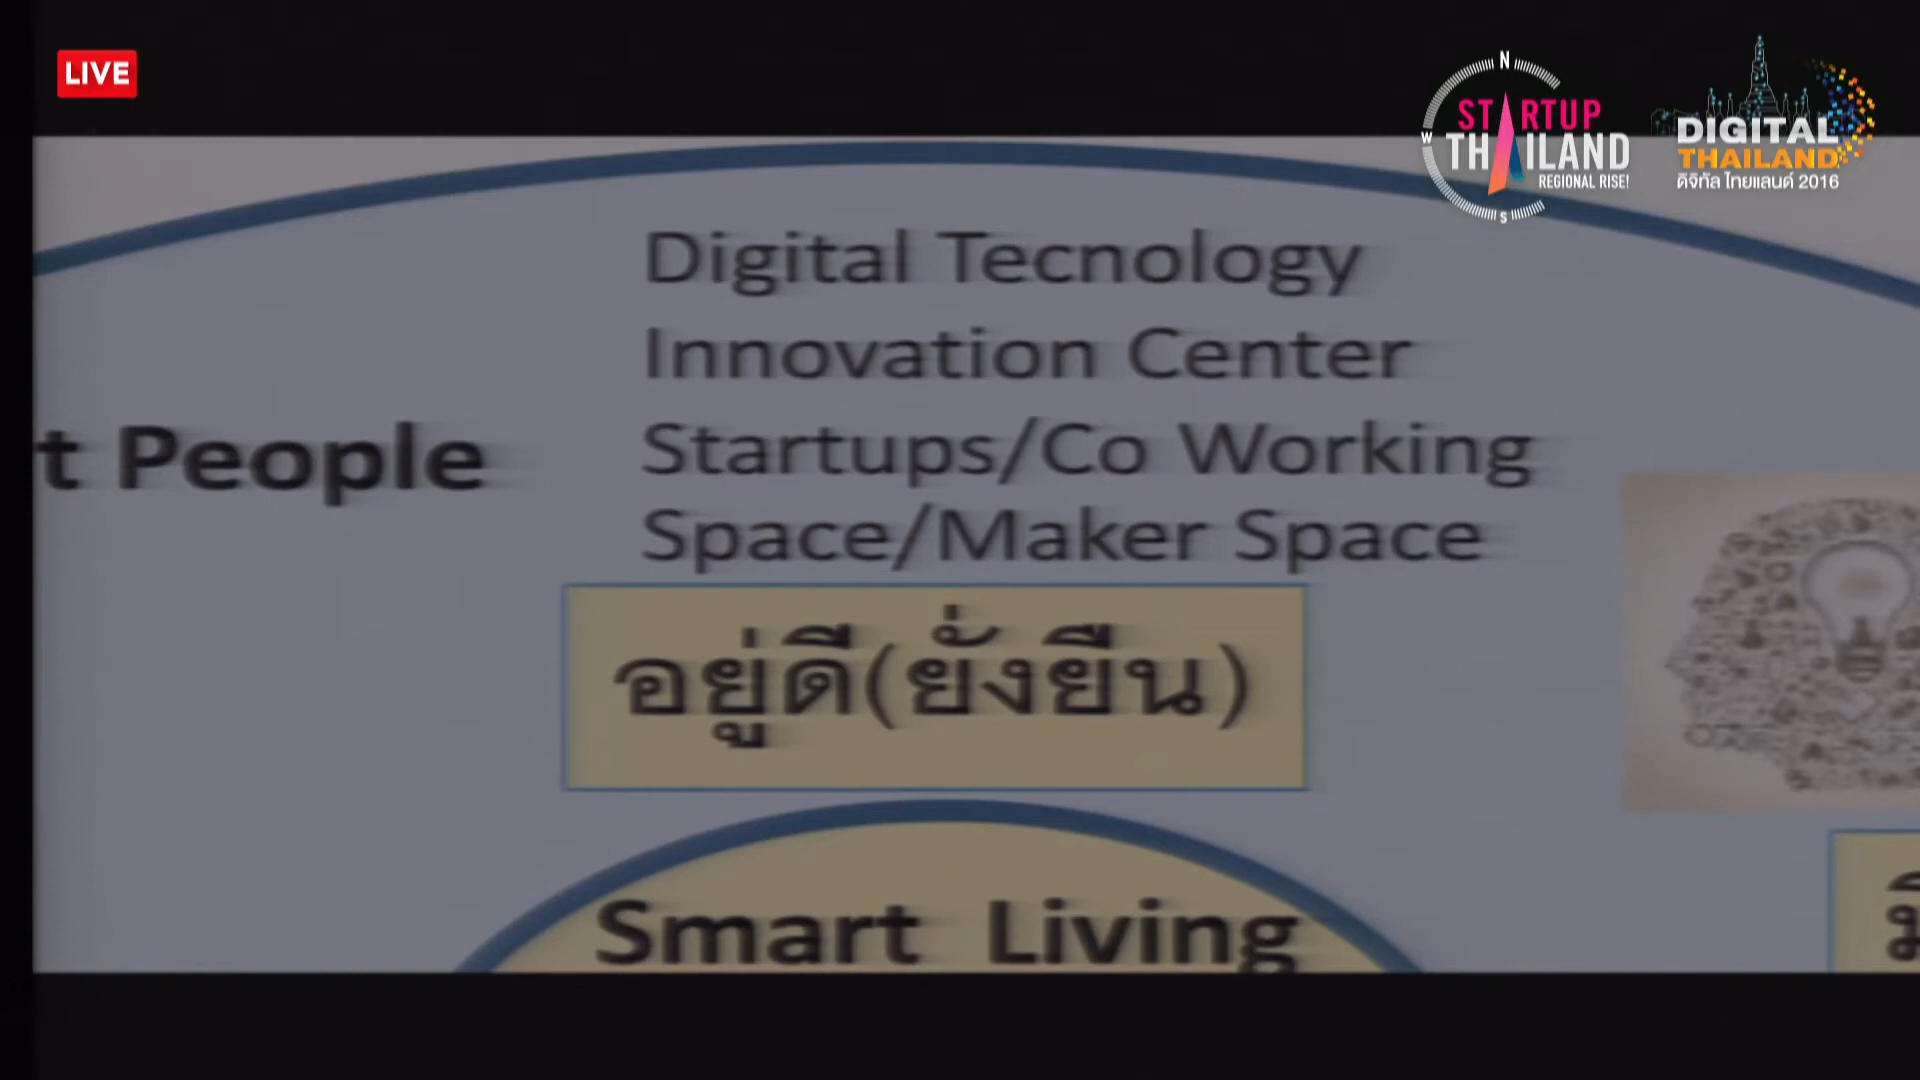 LIVE
N
STARTUP
W THAILAND
REGIONAL RISE!
S
DIGITAL
THAILAND
ดิจิทัล ไทยแลนด์ 2016
Digital Tecnology
Innovation Center
t People
Startups/Co Working
Space/Maker Space
อยู่ดี(ยั่งยืน)
Smart Living